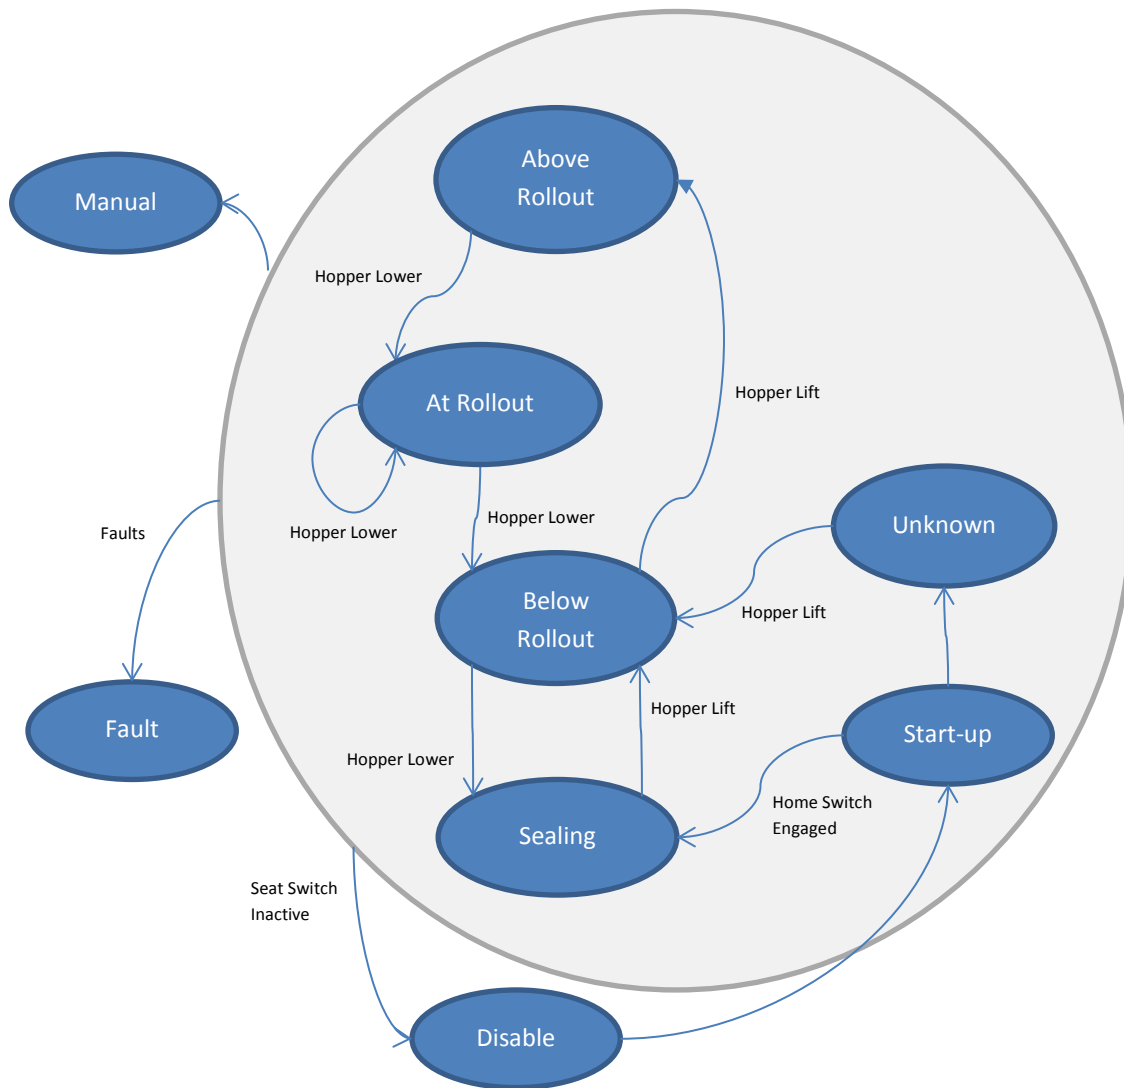 Above
Rollout
Manual
Hopper Lower
At Rollout
Hopper Lift
Hopper Lower
Hopper Lower
Faults
Unknown
Below
Rollout
Hopper Lift
Hopper Lift
Fault
Start-up
Hopper Lower
Home Switch
Engaged
Sealing
Seat Switch
Inactive
Disable